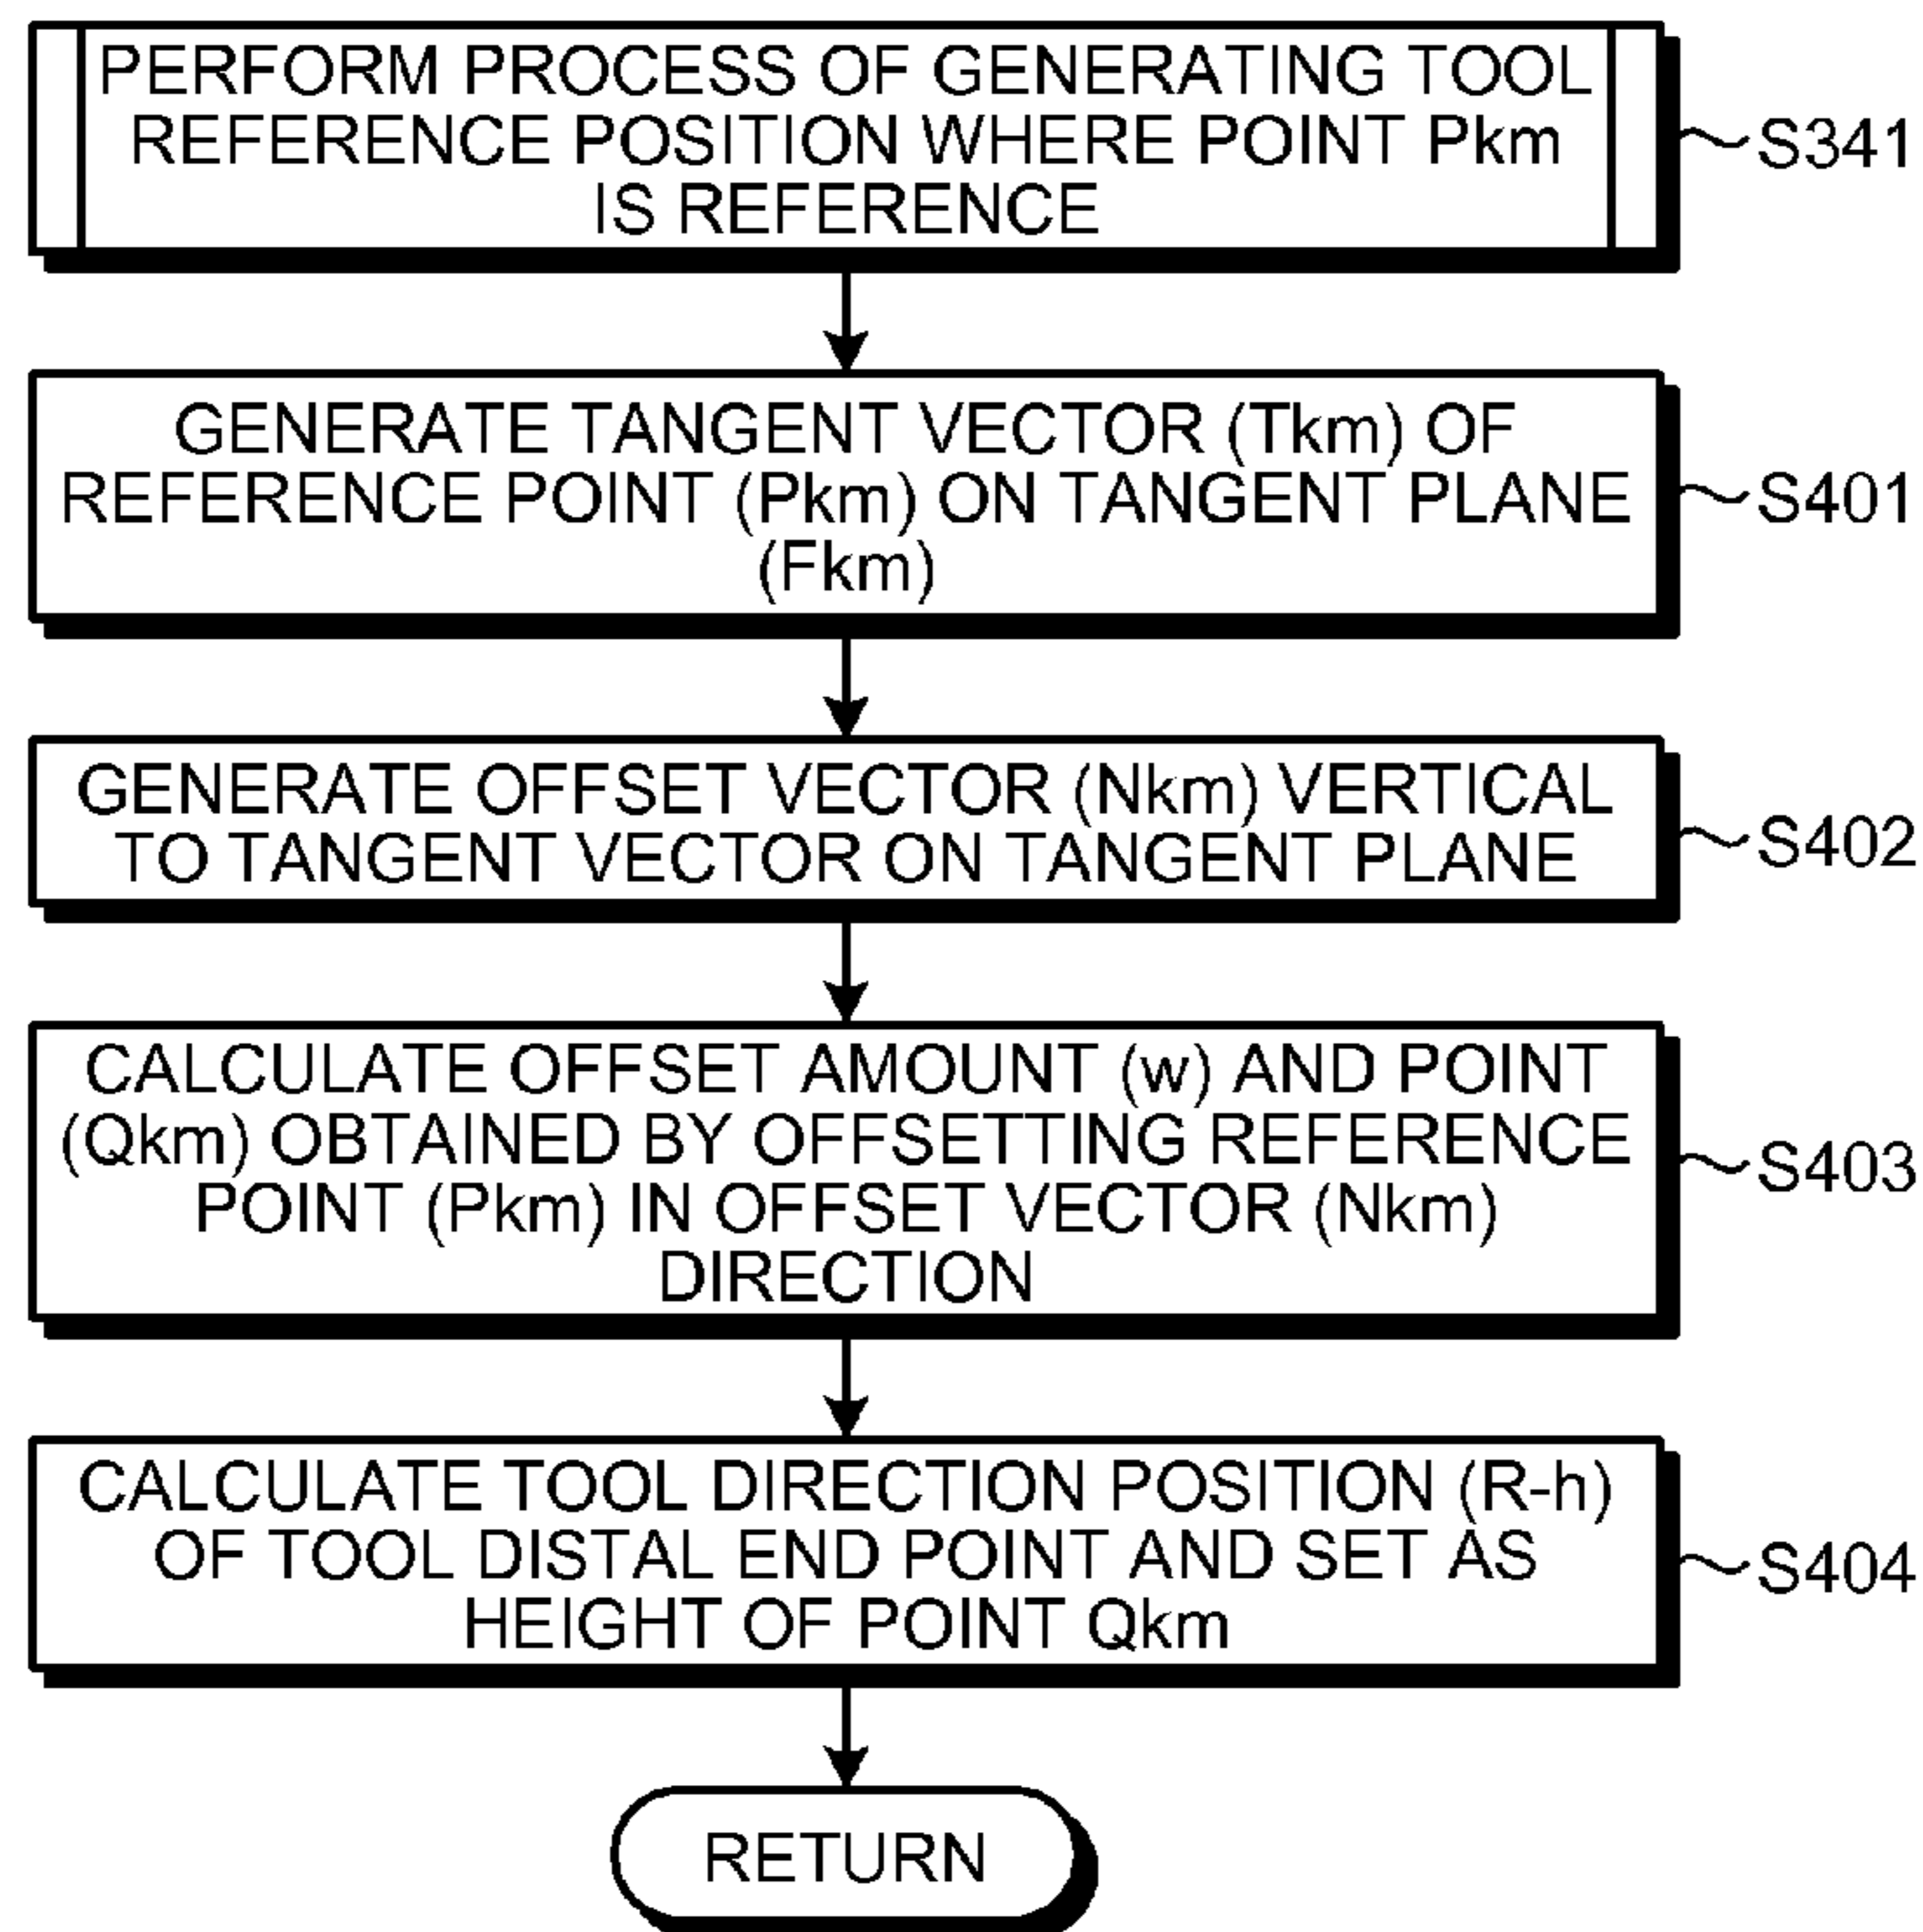 PERFORM PROCESS OF GENERATING TOOL
REFERENCE POSITION WHERE POINT Pkm
IS REFERENCE
S341
GENERATE TANGENT VECTOR (Tkm) OF
REFERENCE POINT (Pkm) ON TANGENT PLANE
(Fkm)
S401
GENERATE OFFSET VECTOR (Nkm) VERTICAL
TO TANGENT VECTOR ON TANGENT PLANE
S402
CALCULATE OFFSET AMOUNT (w) AND POINT
(Qkm) OBTAINED BY OFFSETTING REFERENCE
POINT (Pkm) IN OFFSET VECTOR (Nkm)
DIRECTION
S403
CALCULATE TOOL DIRECTION POSITION (R-h)
OF TOOL DISTAL END POINT AND SET AS
HEIGHT OF POINT Qkm
S404
RETURN